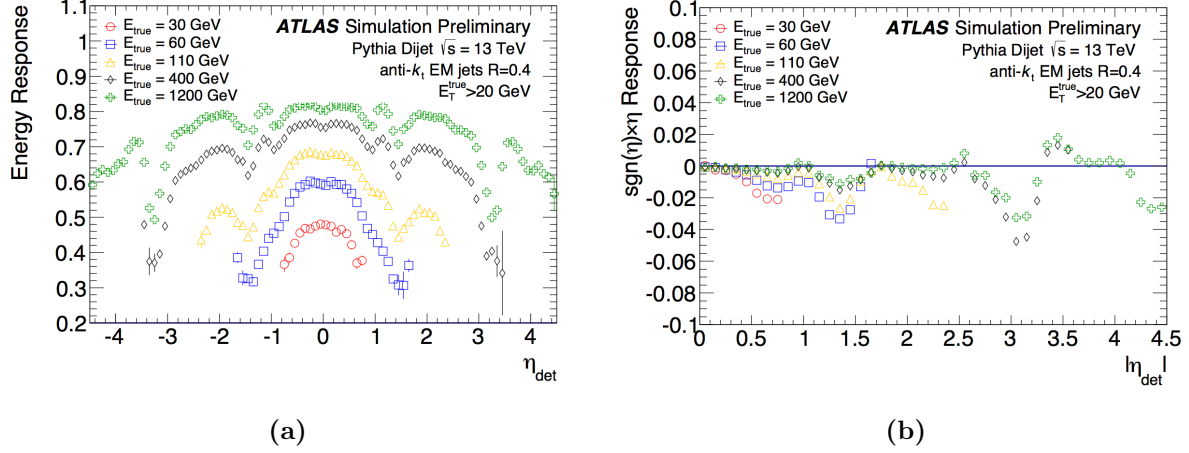 Energy Response
1.1
1
0.9
0.8
0.7
0.6
0.5
0.4
0.3
0.2
E_true = 30 GeV
E_true = 60 GeV
E_true = 110 GeV
E_true = 400 GeV
E_true = 1200 GeV
ATLAS Simulation Preliminary
Pythia Dijet √s = 13 TeV
anti-k_t EM jets R=0.4
E_T^true>20 GeV
-4 -3 -2 -1 0 1 2 3 4
η_det
(a)
sgn(η)×η Response
0.1
0.08
0.06
0.04
0.02
0
-0.02
-0.04
-0.06
-0.08
-0.1
E_true = 30 GeV
E_true = 60 GeV
E_true = 110 GeV
E_true = 400 GeV
E_true = 1200 GeV
ATLAS Simulation Preliminary
Pythia Dijet √s = 13 TeV
anti-k_t EM jets R=0.4
E_T^true>20 GeV
0 0.5 1 1.5 2 2.5 3 3.5 4 4.5
|η_det|
(b)